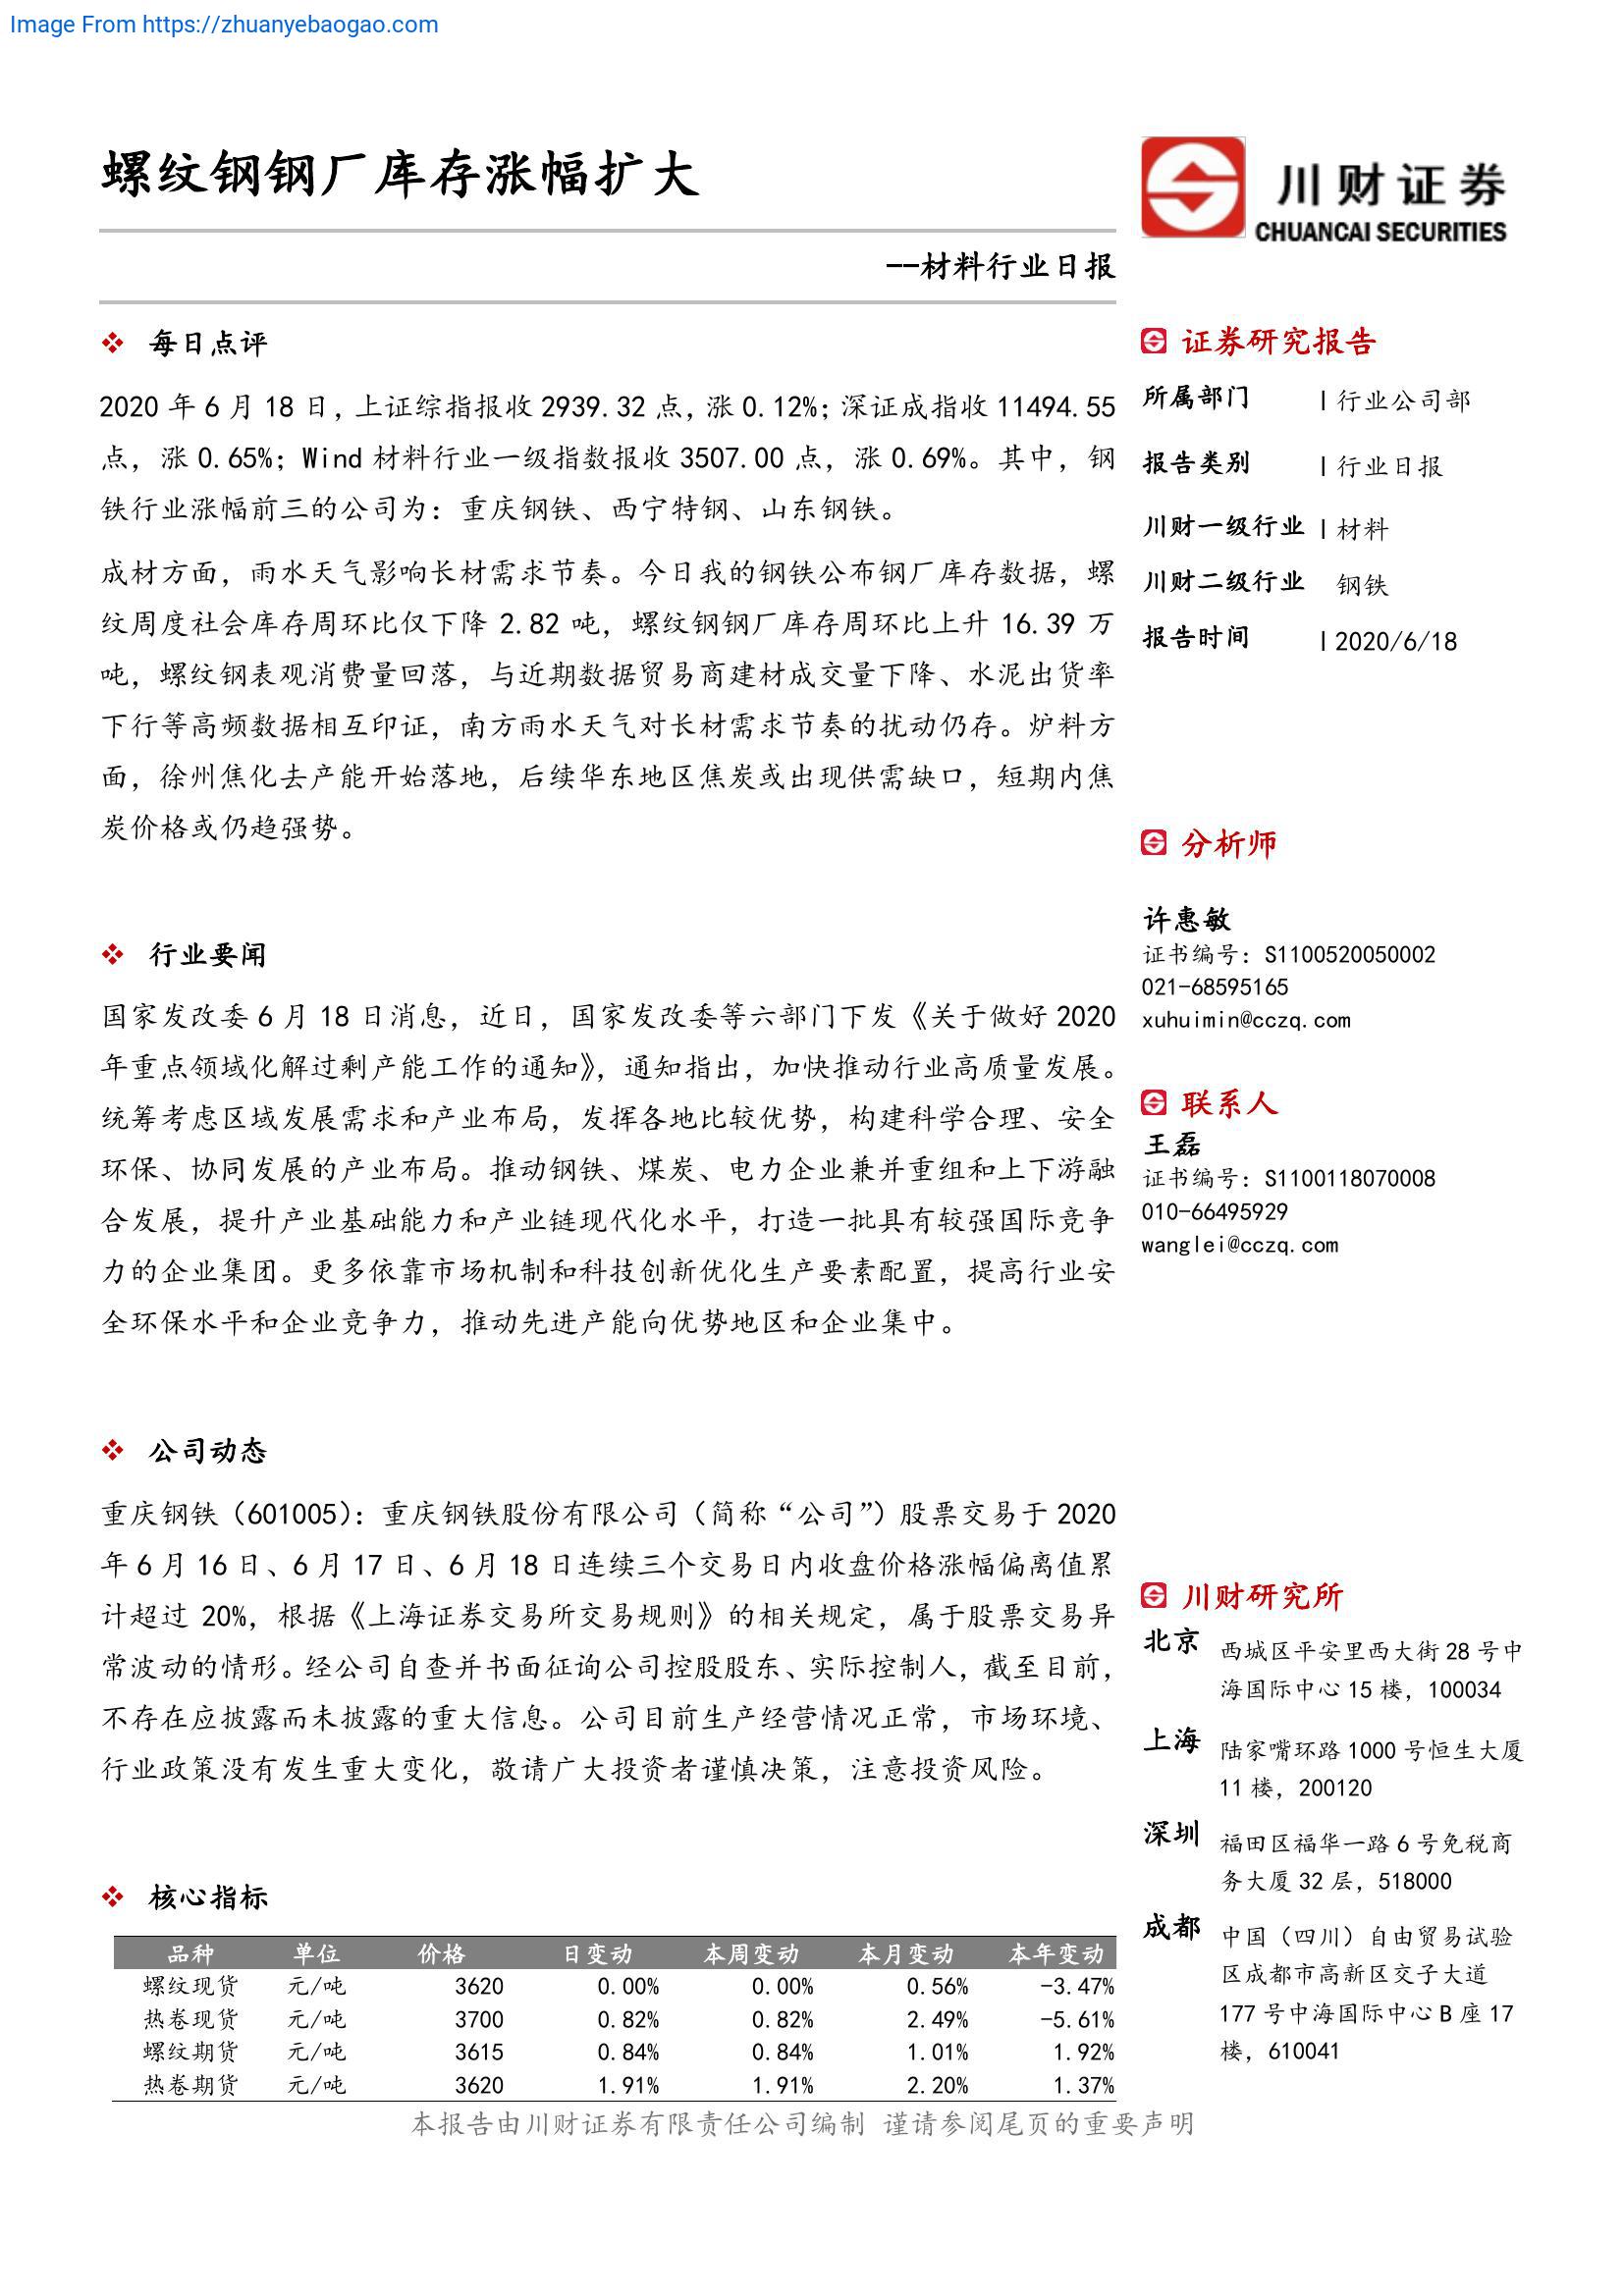 Image From https://zhuanyebaogao.com
螺纹钢钢厂库存涨幅扩大
——材料行业日报
川财证券
CHUANCAI SECURITIES
每日点评
2020 年 6 月 18 日，上证综指报收 2939.32 点，涨 0.12%；深证成指收 11494.55
点，涨 0.65%；Wind 材料行业一级指数报收 3507.00 点，涨 0.69%。其中，钢
铁行业涨幅前三的公司为：重庆钢铁、西宁特钢、山东钢铁。
成材方面，雨水天气影响长材需求节奏。今日我的钢铁公布钢厂库存数据，螺
纹周度社会库存周环比仅下降 2.82 吨，螺纹钢钢厂库存周环比上升 16.39 万
吨，螺纹钢表观消费量回落，与近期数据贸易商建材成交量下降、水泥出货率
下行等高频数据相互印证，南方雨水天气对长材需求节奏的扰动仍存。炉料方
面，徐州焦化去产能开始落地，后续华东地区焦炭或出现供需缺口，短期内焦
炭价格或仍趋强势。
行业要闻
国家发改委 6 月 18 日消息，近日，国家发改委等六部门下发《关于做好 2020
年重点领域化解过剩产能工作的通知》，通知指出，加快推动行业高质量发展。
统筹考虑区域发展需求和产业布局，发挥各地比较优势，构建科学合理、安全
环保、协同发展的产业布局。推动钢铁、煤炭、电力企业兼并重组和上下游融
合发展，提升产业基础能力和产业链现代化水平，打造一批具有较强国际竞争
力的企业集团。更多依靠市场机制和科技创新优化生产要素配置，提高行业安
全环保水平和企业竞争力，推动先进产能向优势地区和企业集中。
公司动态
重庆钢铁（601005）：重庆钢铁股份有限公司（简称“公司”）股票交易于 2020
年 6 月 16 日、6 月 17 日、6 月 18 日连续三个交易日内收盘价格涨幅偏离值累
计超过 20%，根据《上海证券交易所交易规则》的相关规定，属于股票交易异
常波动的情形。经公司自查并书面征询公司控股股东、实际控制人，截至目前，
不存在应披露而未披露的重大信息。公司目前生产经营情况正常，市场环境、
行业政策没有发生重大变化，敬请广大投资者谨慎决策，注意投资风险。
核心指标
品种 单位 价格 日变动 本周变动 本月变动 本年变动
螺纹现货 元/吨 3620 0.00% 0.00% 0.56% -3.47%
热卷现货 元/吨 3700 0.82% 0.82% 2.49% -5.61%
螺纹期货 元/吨 3615 0.84% 0.84% 1.01% 1.92%
热卷期货 元/吨 3620 1.91% 1.91% 2.20% 1.37%
证券研究报告
所属部门 | 行业公司部
报告类别 | 行业日报
川财一级行业 | 材料
川财二级行业 钢铁
报告时间 | 2020/6/18
分析师
许惠敏
证书编号：S1100520050002
021-68595165
xuhuimin@cczq.com
联系人
王磊
证书编号：S1100118070008
010-66495929
wanglei@cczq.com
川财研究所
北京 西城区平安里西大街 28 号中
海国际中心 15 楼，100034
上海 陆家嘴环路 1000 号恒生大厦
11 楼，200120
深圳 福田区福华一路 6 号免税商
务大厦 32 层，518000
成都 中国（四川）自由贸易试验
区成都市高新区交子大道
177 号中海国际中心 B 座 17
楼，610041
本报告由川财证券有限责任公司编制 谨请参阅尾页的重要声明